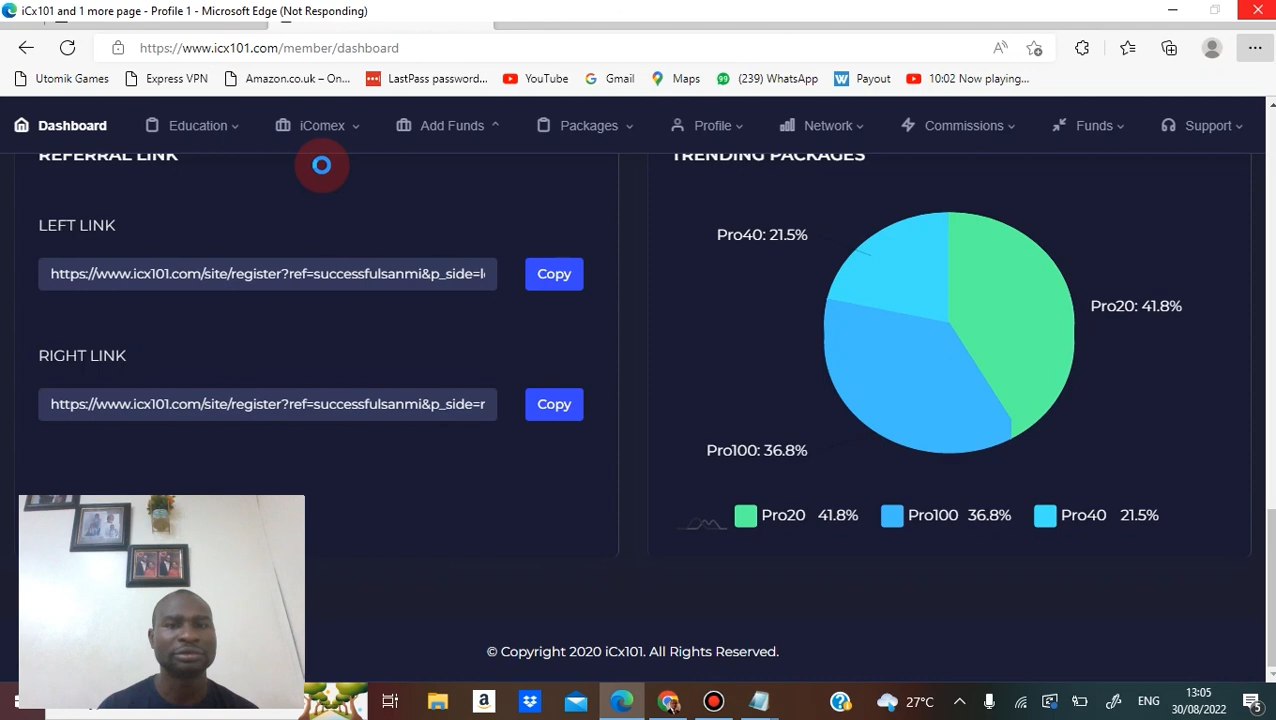 iCx101 and 1 more page - Profile 1 - Microsoft Edge (Not Responding)
https://www.icx101.com/member/dashboard
Utomik Games
Express VPN
Amazon.co.uk – On...
LastPass password...
YouTube
Gmail
Maps
(239) WhatsApp
Payout
10:02 Now playing...
Dashboard
Education
iComex
Add Funds
Packages
Profile
Network
Commissions
Funds
Support
REFERRAL LINK
LEFT LINK
https://www.icx101.com/site/register?ref=successfulsanmi&p_side=l
Copy
RIGHT LINK
https://www.icx101.com/site/register?ref=successfulsanmi&p_side=r
Copy
TRENDING PACKAGES
Pro40: 21.5%
Pro20: 41.8%
Pro100: 36.8%
Pro20 41.8%
Pro100 36.8%
Pro40 21.5%
© Copyright 2020 iCx101. All Rights Reserved.
27°C
ENG
13:05
30/08/2022
5